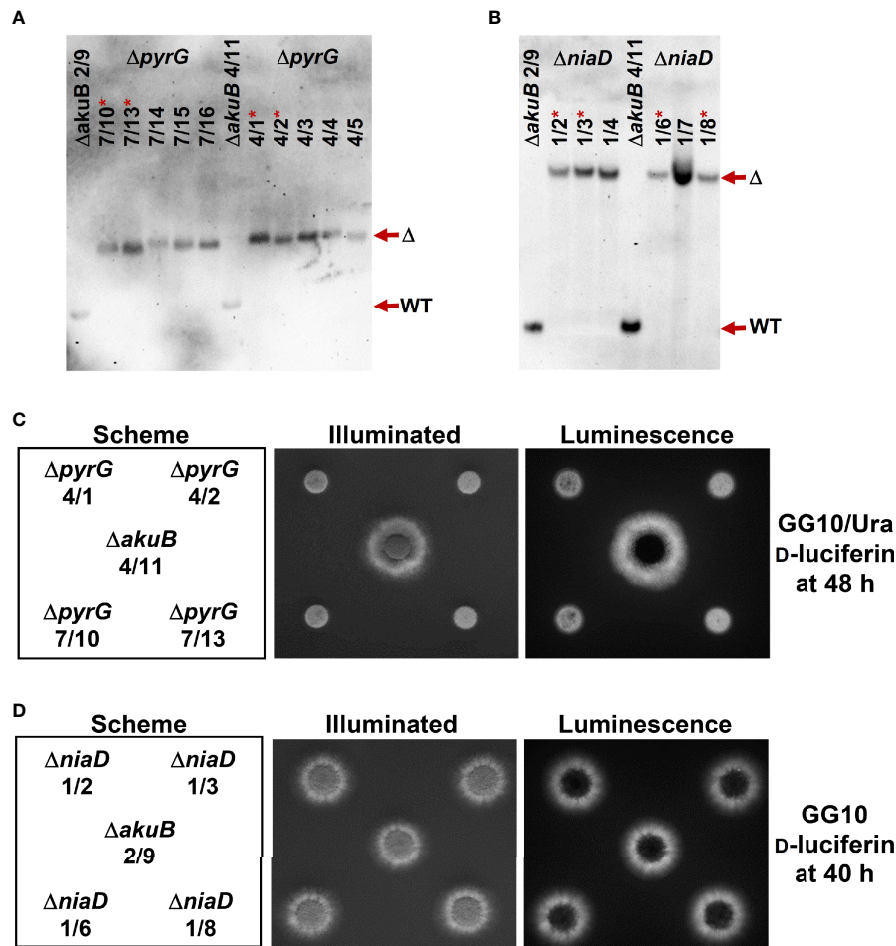 A
ΔakuB 2/9
ΔpyrG
7/10*
7/13*
7/14
7/15
7/16
ΔakuB 4/11
ΔpyrG
4/1*
4/2*
4/3
4/4
4/5
Δ
WT
B
ΔakuB 2/9
ΔniaD
1/2*
1/3*
1/4
ΔakuB 4/11
ΔniaD
1/6*
1/7
1/8*
Δ
WT
C
Scheme
Illuminated
Luminescence
ΔpyrG ΔpyrG
4/1 4/2
ΔakuB
4/11
ΔpyrG ΔpyrG
7/10 7/13
GG10/Ura
D-luciferin
at 48 h
D
Scheme
Illuminated
Luminescence
ΔniaD ΔniaD
1/2 1/3
ΔakuB
2/9
ΔniaD ΔniaD
1/6 1/8
GG10
D-luciferin
at 40 h